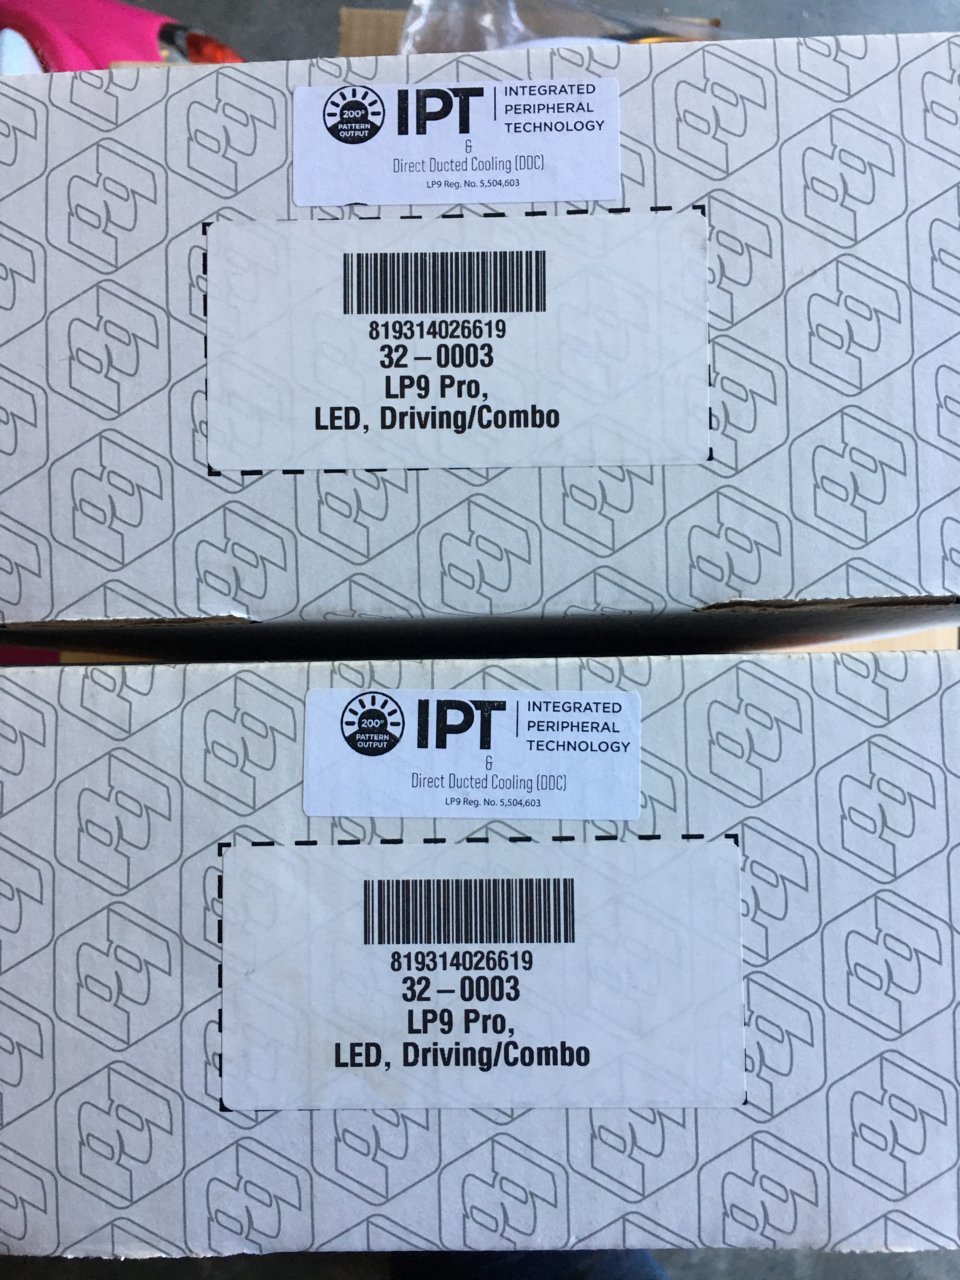 200°
PATTERN
OUTPUT
IPT
INTEGRATED
PERIPHERAL
TECHNOLOGY
&
Direct Ducted Cooling (DDC)
LP9 Reg. No. 5,504,603
819314026619
32-0003
LP9 Pro,
LED, Driving/Combo
200°
PATTERN
OUTPUT
IPT
INTEGRATED
PERIPHERAL
TECHNOLOGY
&
Direct Ducted Cooling (DDC)
LP9 Reg. No. 5,504,603
819314026619
32-0003
LP9 Pro,
LED, Driving/Combo